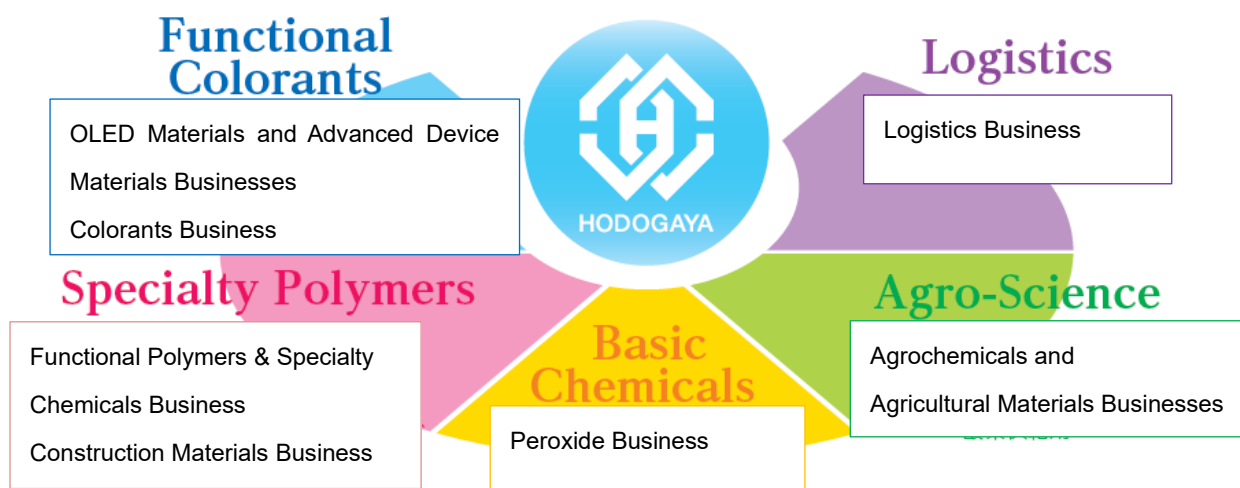 Functional
Colorants
OLED Materials and Advanced Device
Materials Businesses
Colorants Business
HODOGAYA
Logistics
Logistics Business
Specialty Polymers
Functional Polymers & Specialty
Chemicals Business
Construction Materials Business
Basic
Chemicals
Peroxide Business
Agro-Science
Agrochemicals and
Agricultural Materials Businesses